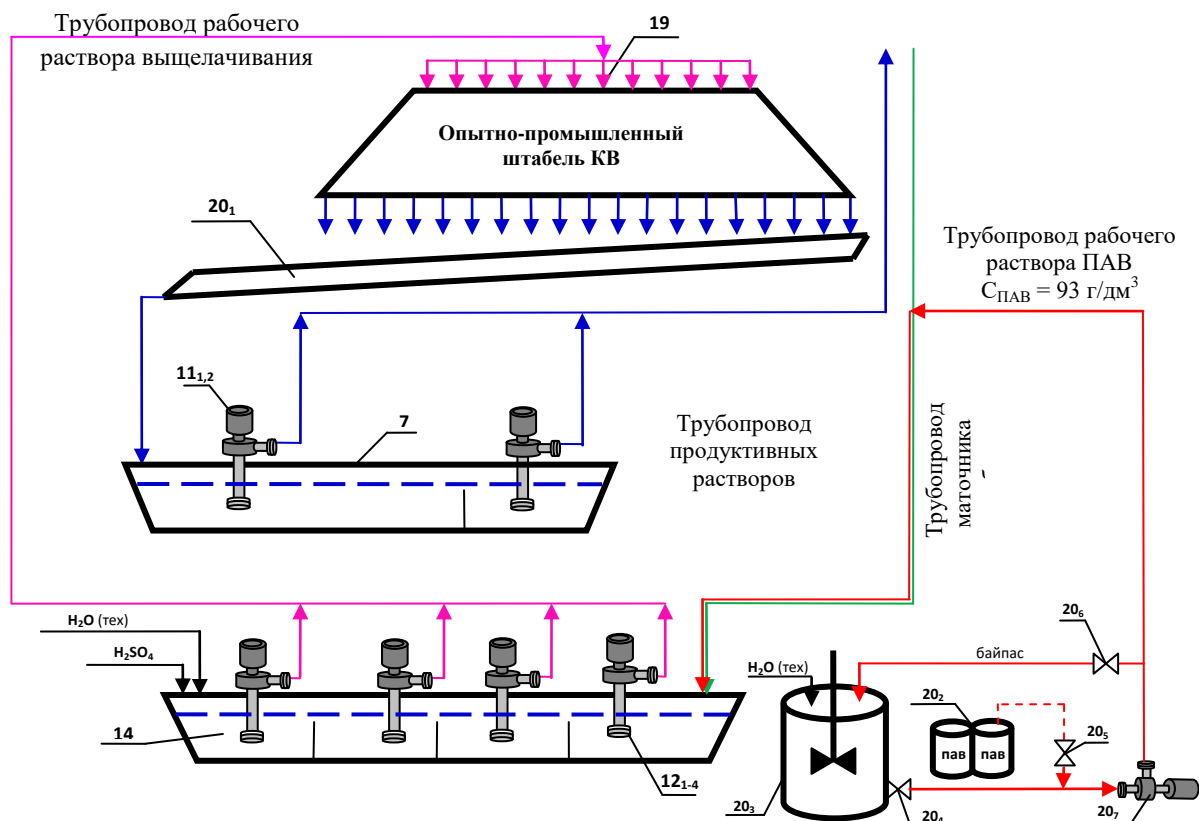 Трубопровод рабочего
раствора выщелачивания
19
Опытно-промышленный
штабель КВ
20₁
Трубопровод рабочего
раствора ПАВ
C_ПАВ = 93 г/дм³
11₁,₂
7
Трубопровод
продуктивных
растворов
Трубопровод
маточника
H₂O (тех)
H₂SO₄
14
12₁₋₄
H₂O (тех)
байпас
20₆
20₂
20₅
пав пав
20₃
20₄
20₇